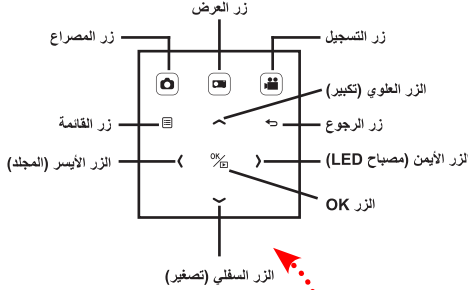 زر العرض
زر التسجيل
زر المصراع
الزر العلوي (تكبير)
زر الرجوع
زر القائمة
OK
الزر الأيمن (مصباح LED)
الزر الأيسر (المجلد)
الزر OK
الزر السفلي (تصغير)